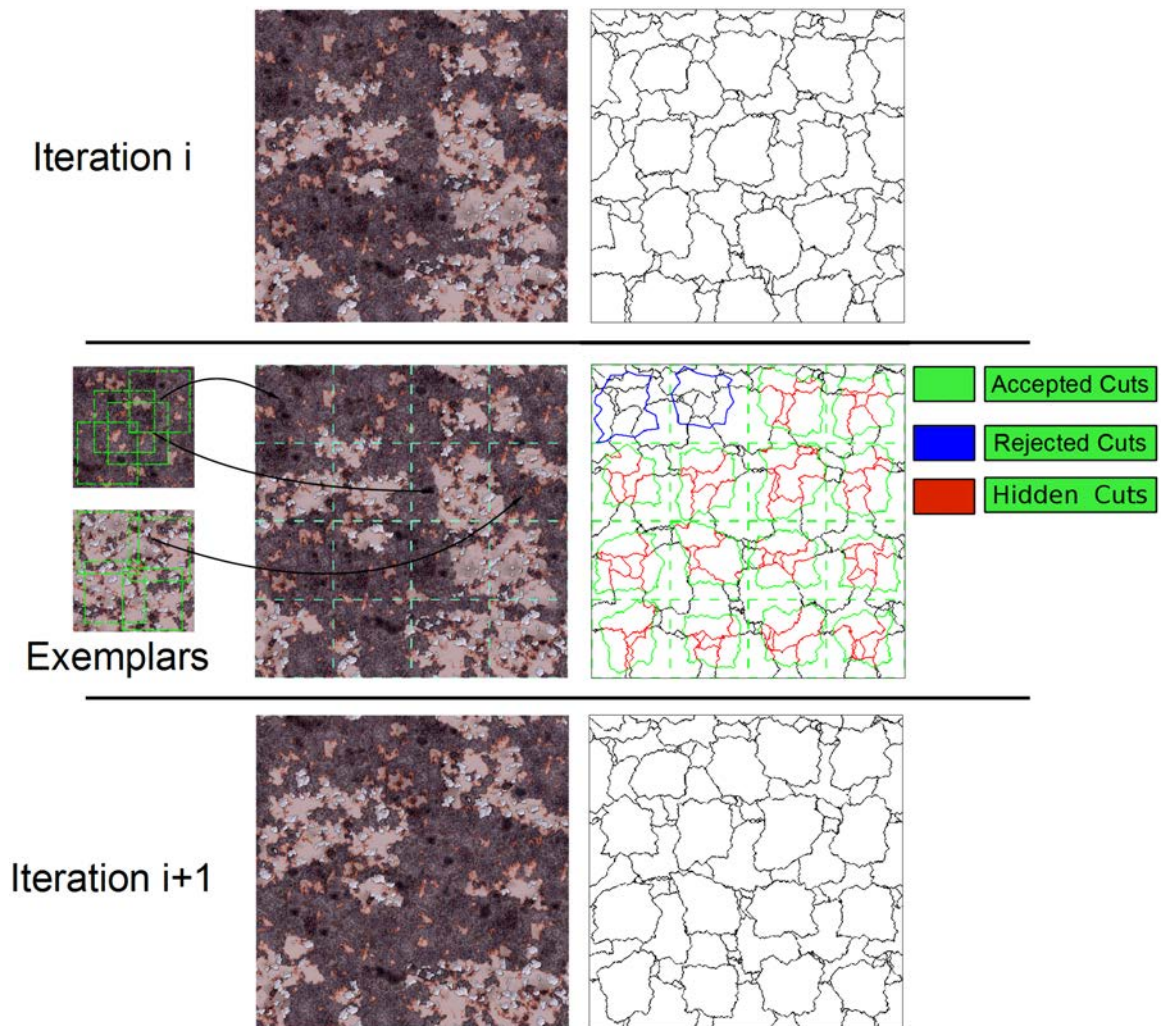 Iteration i
Accepted Cuts
Rejected Cuts
Hidden Cuts
Exemplars
Iteration i+1